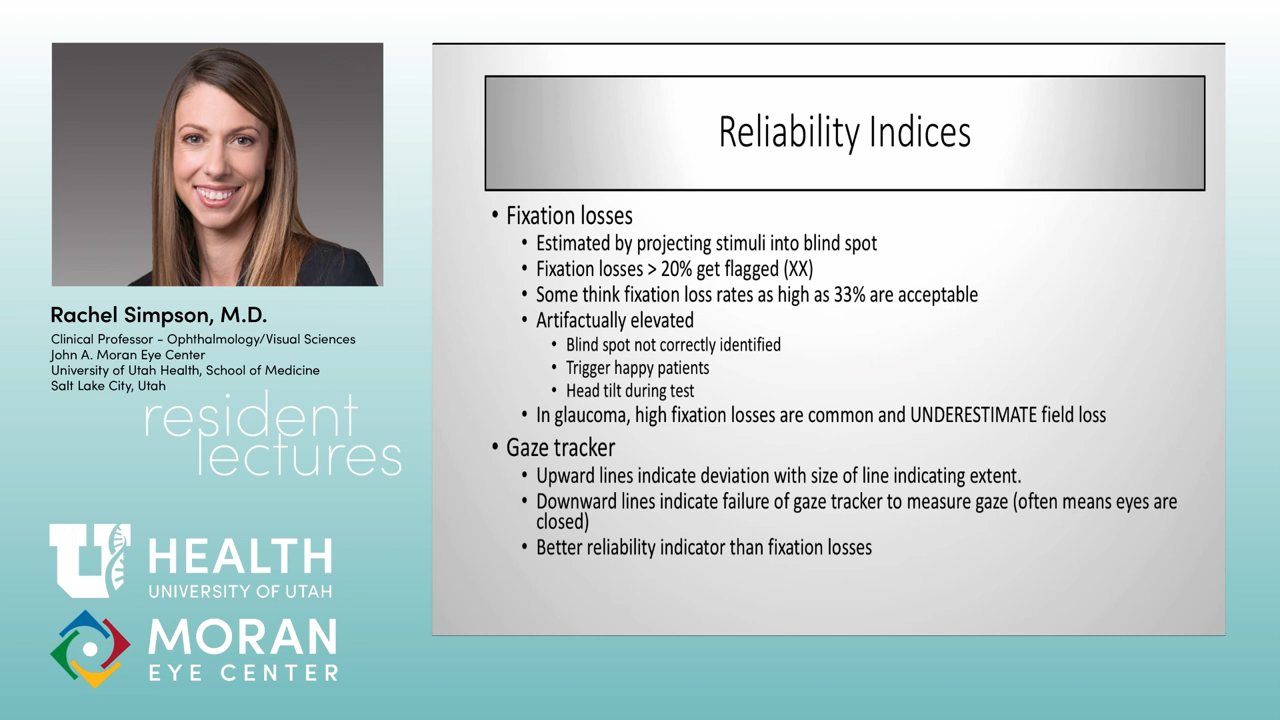 Rachel Simpson, M.D.
Clinical Professor - Ophthalmology/Visual Sciences
John A. Moran Eye Center
University of Utah Health, School of Medicine
Salt Lake City, Utah
resident
lectures
U HEALTH
UNIVERSITY OF UTAH
MORAN
EYE CENTER
Reliability Indices
• Fixation losses
• Estimated by projecting stimuli into blind spot
• Fixation losses > 20% get flagged (XX)
• Some think fixation loss rates as high as 33% are acceptable
• Artifactually elevated
• Blind spot not correctly identified
• Trigger happy patients
• Head tilt during test
• In glaucoma, high fixation losses are common and UNDERESTIMATE field loss
• Gaze tracker
• Upward lines indicate deviation with size of line indicating extent.
• Downward lines indicate failure of gaze tracker to measure gaze (often means eyes are
closed)
• Better reliability indicator than fixation losses